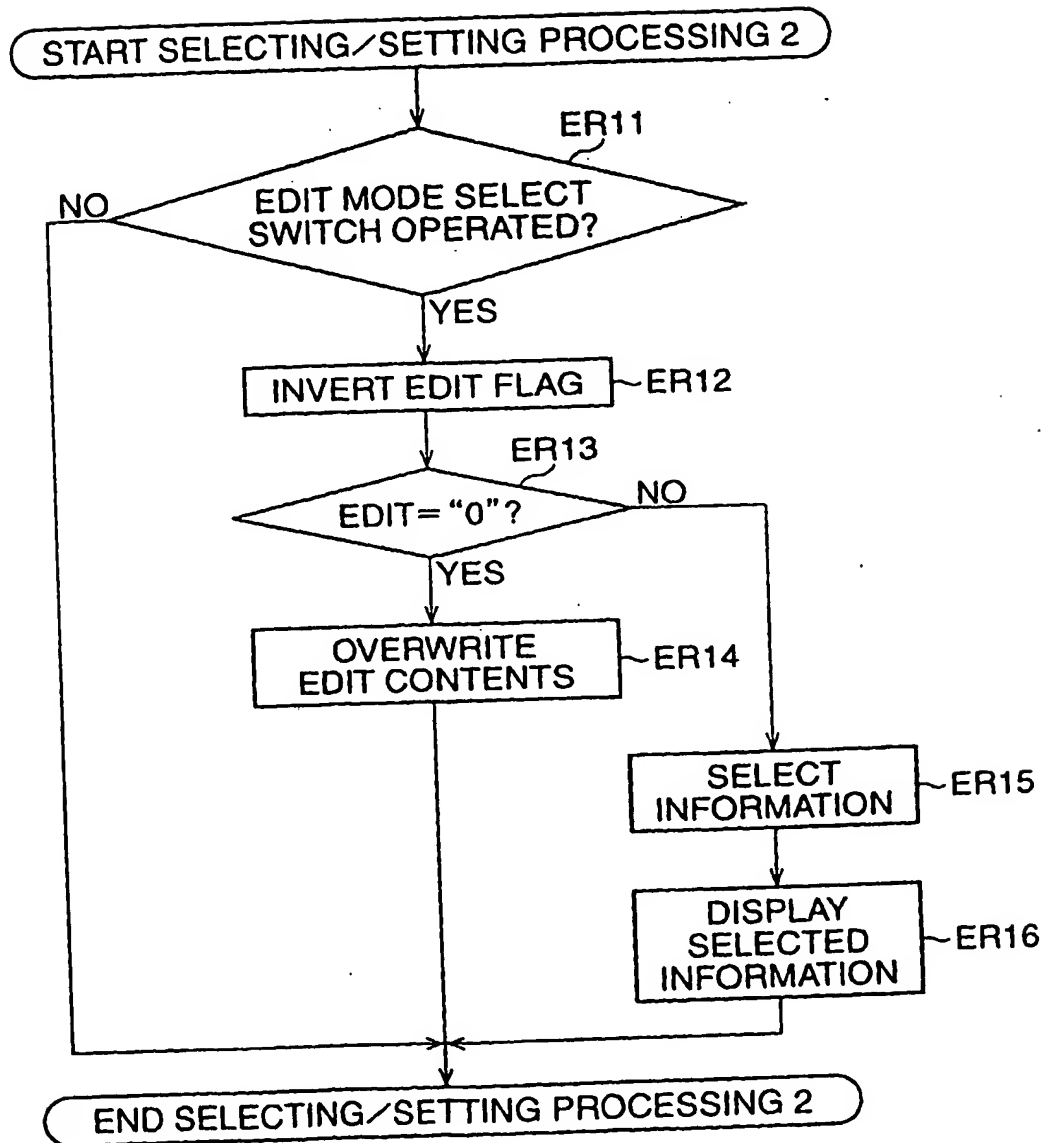 START SELECTING/SETTING PROCESSING 2
ER11
NO
EDIT MODE SELECT
SWITCH OPERATED?
YES
INVERT EDIT FLAG
ER12
ER13
NO
EDIT= "0"?
YES
OVERWRITE
EDIT CONTENTS
ER14
SELECT
INFORMATION
ER15
DISPLAY
SELECTED
INFORMATION
ER16
END SELECTING/SETTING PROCESSING 2